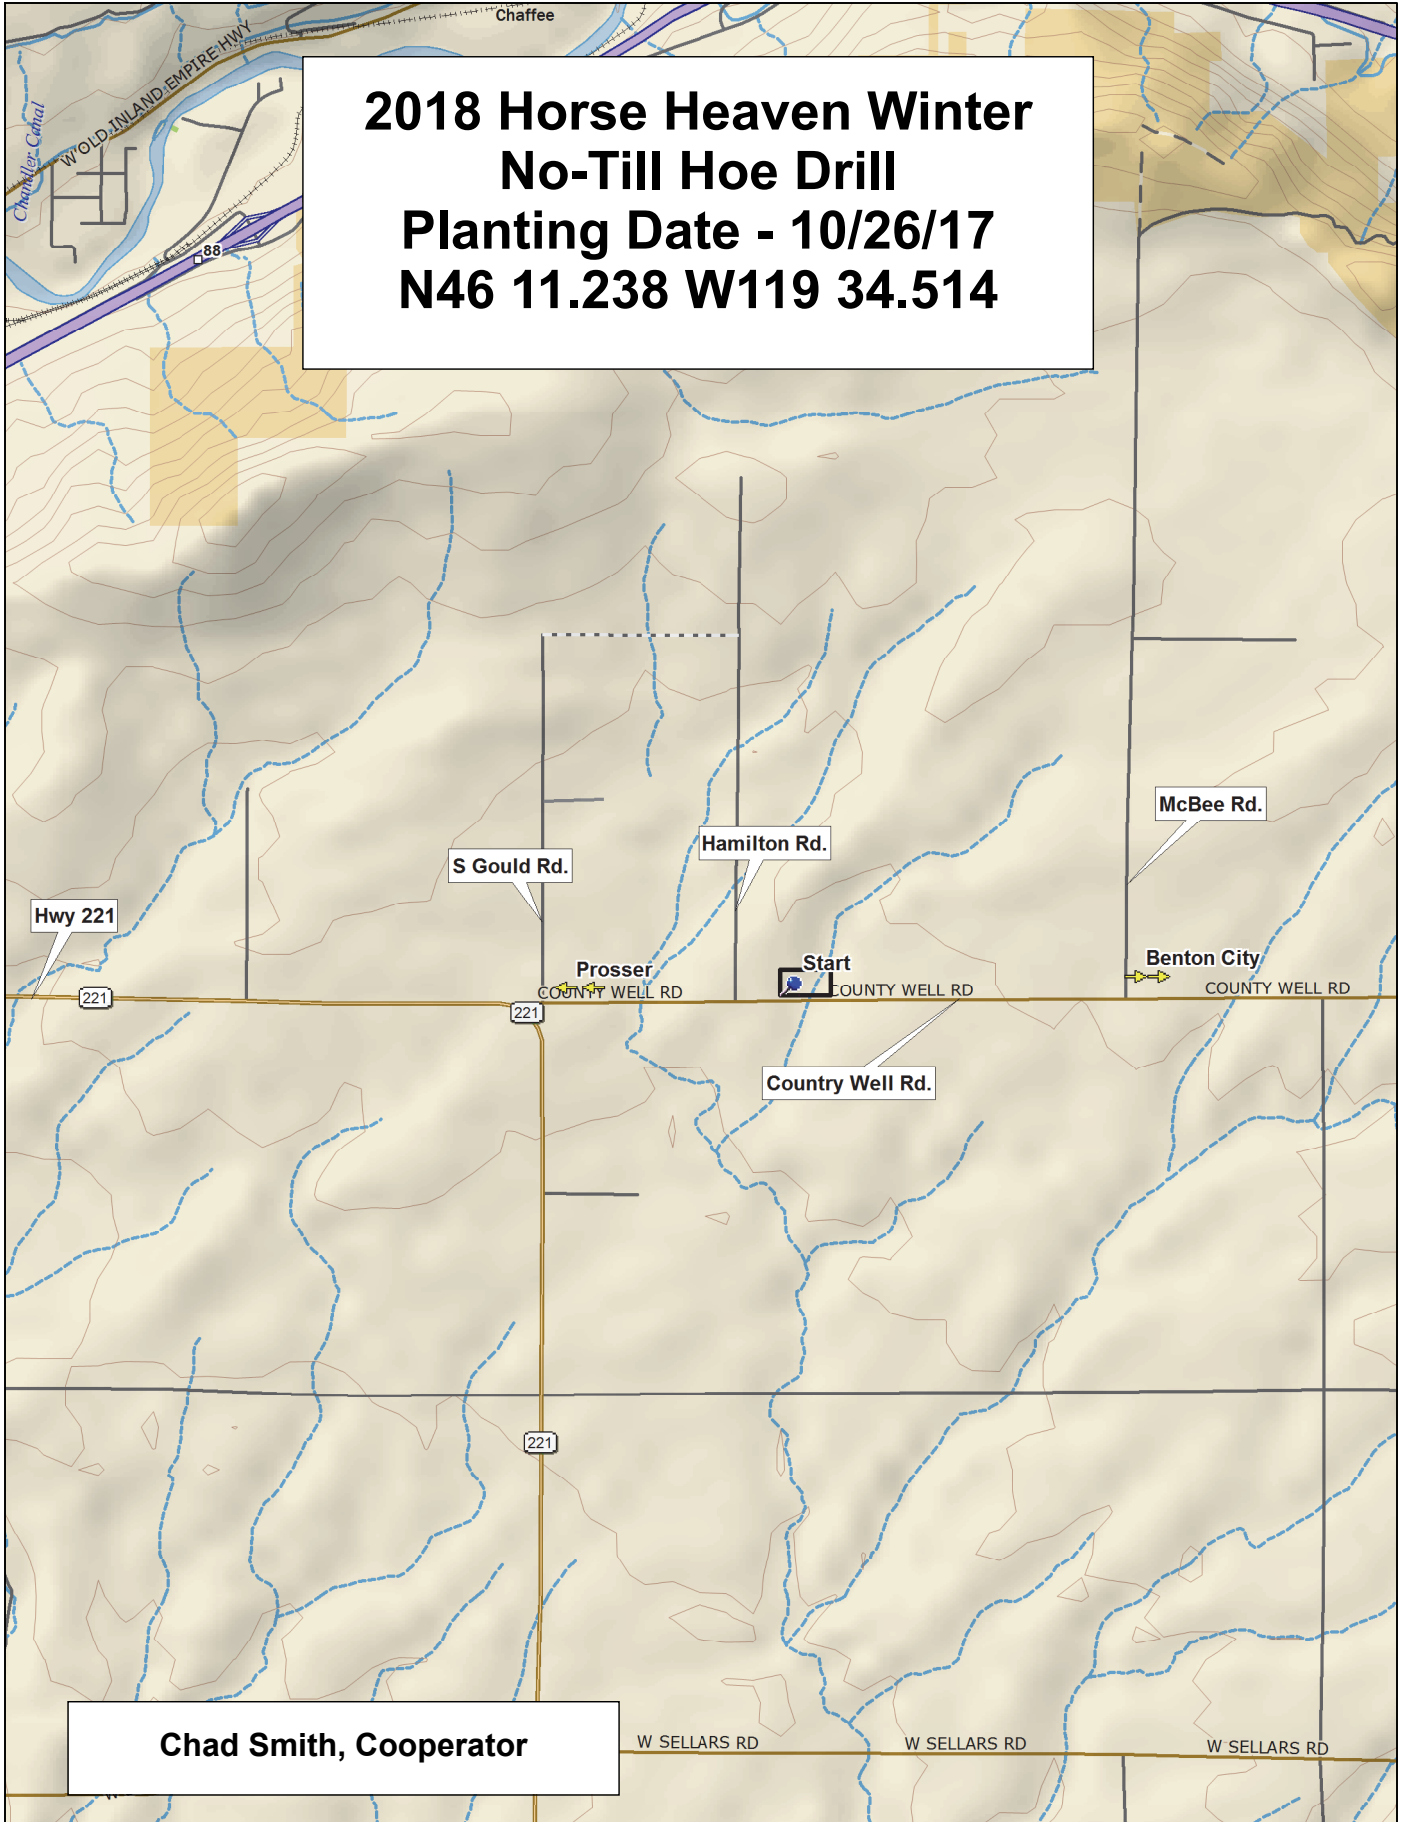 Chaffee
W OLD INLAND EMPIRE HWY
Chandler Canal
88
2018 Horse Heaven Winter
No-Till Hoe Drill
Planting Date - 10/26/17
N46 11.238 W119 34.514
McBee Rd.
Hamilton Rd.
S Gould Rd.
Hwy 221
Prosser
Start
Benton City
221
COUNTY WELL RD
COUNTY WELL RD
COUNTY WELL RD
221
Country Well Rd.
221
Chad Smith, Cooperator
W SELLARS RD
W SELLARS RD
W SELLARS RD